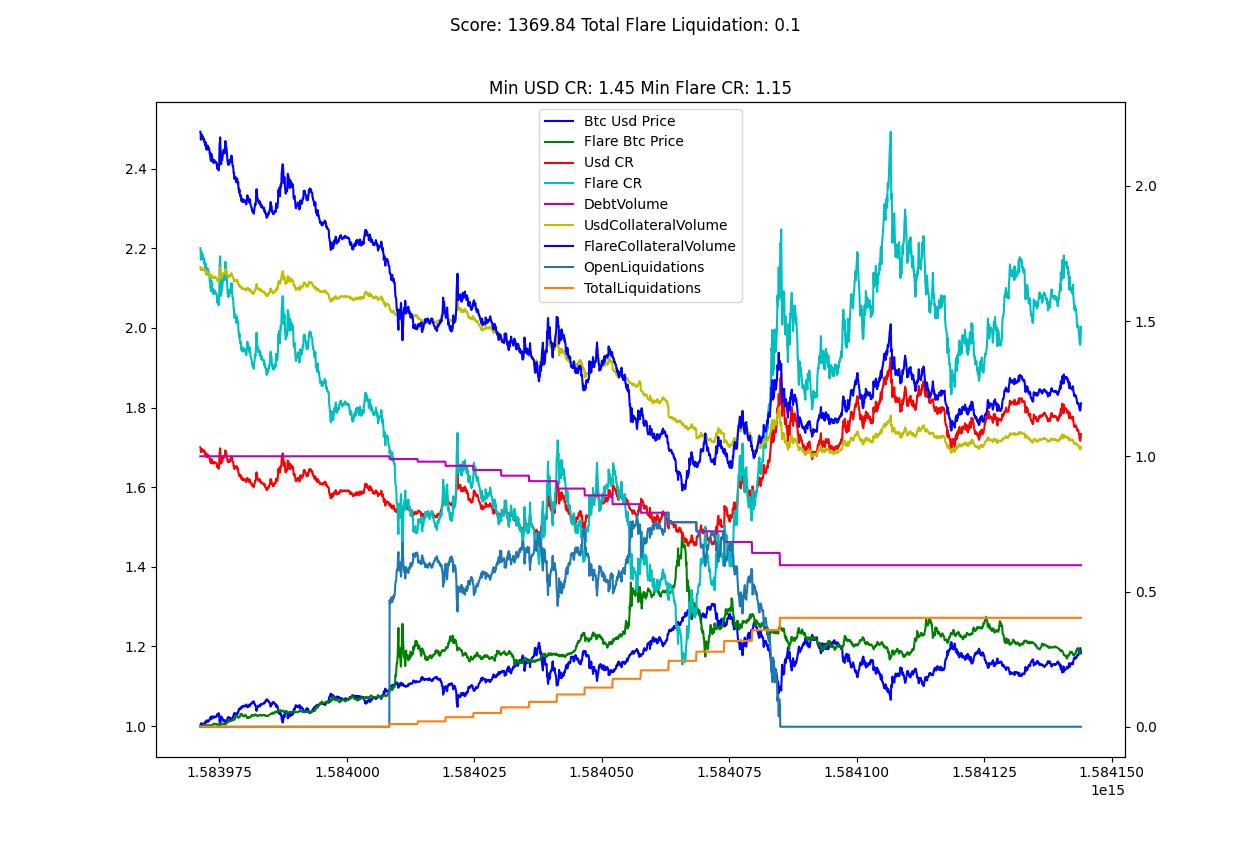 Score: 1369.84 Total Flare Liquidation: 0.1
Min USD CR: 1.45 Min Flare CR: 1.15
Btc Usd Price
Flare Btc Price
Usd CR
Flare CR
DebtVolume
UsdCollateralVolume
FlareCollateralVolume
OpenLiquidations
TotalLiquidations
2.4
2.2
2.0
1.8
1.6
1.4
1.2
1.0
2.0
1.5
1.0
0.5
0.0
1.583975 1.584000 1.584025 1.584050 1.584075 1.584100 1.584125 1.584150
1e15